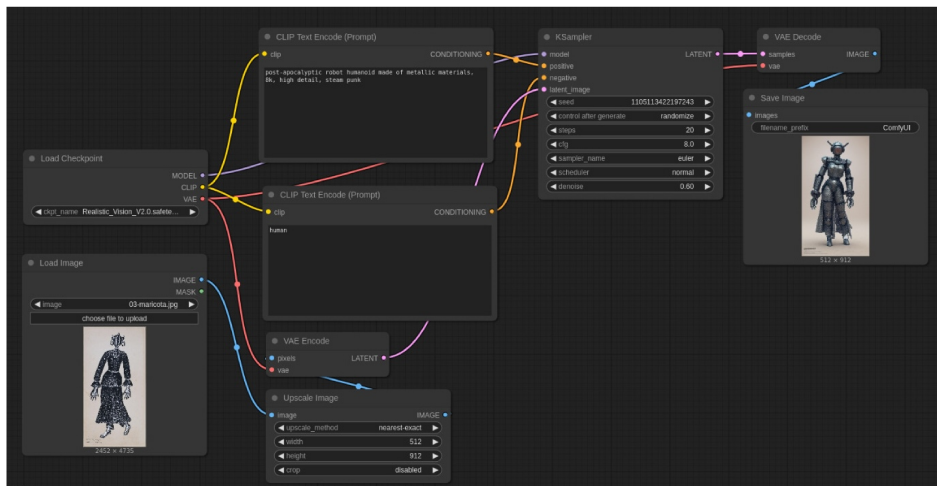 CLIP Text Encode (Prompt)
clip
CONDITIONING
post-apocalyptic robot humanoid made of metallic materials,
8k, high detail, steam punk
KSampler
model
LATENT
positive
negative
latent_image
seed 1105113422197243
control after generate randomize
steps 20
cfg 8.0
sampler_name euler
scheduler normal
denoise 0.60
VAE Decode
samples
IMAGE
vae
Save Image
images
filename_prefix ComfyUI
512 × 912
Load Checkpoint
MODEL
CLIP
VAE
ckpt_name Realistic_Vision_V2.0.safete...
CLIP Text Encode (Prompt)
clip
CONDITIONING
human
Load Image
IMAGE
MASK
image 03-maricota.jpg
choose file to upload
2452 × 4735
VAE Encode
pixels
LATENT
vae
Upscale Image
image
IMAGE
upscale_method nearest-exact
width 512
height 912
crop disabled